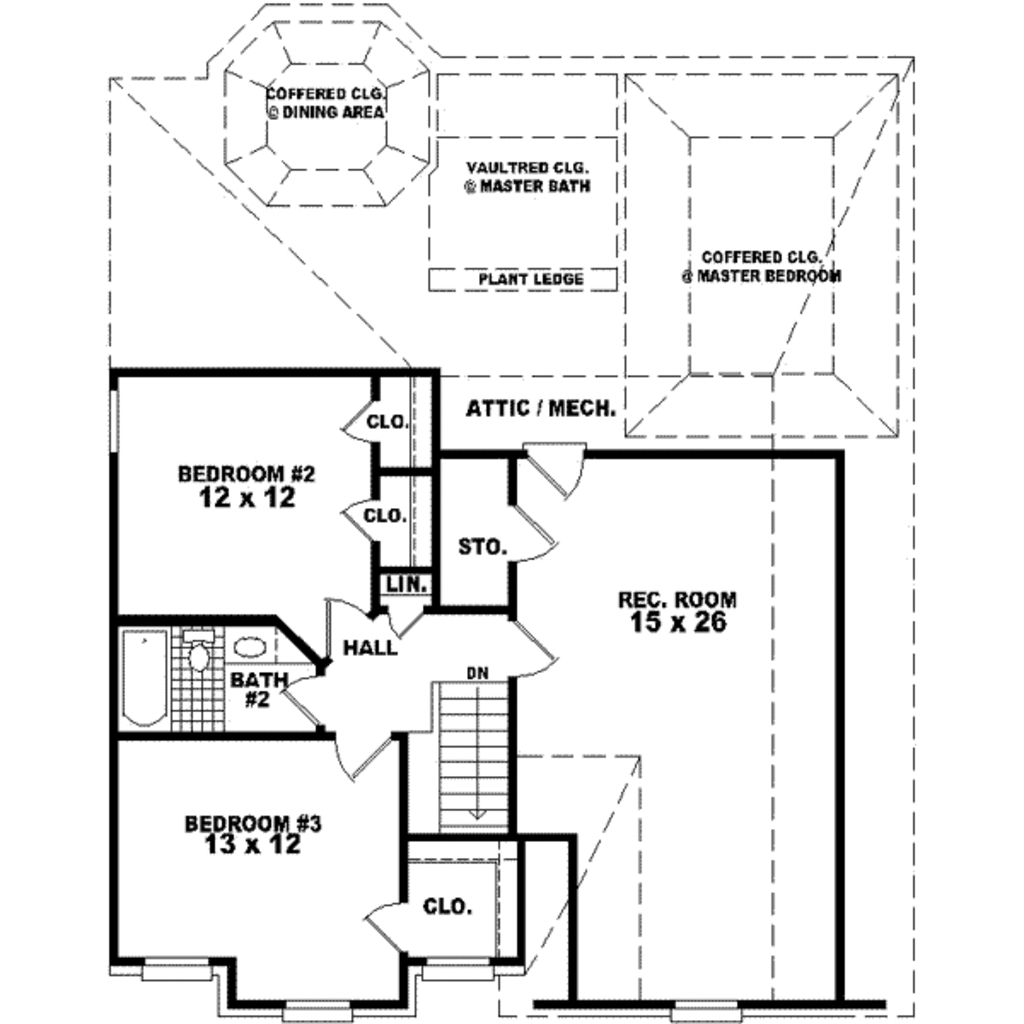 COFFERED CLG.
@ DINING AREA
VAULTRED CLG.
@ MASTER BATH
COFFERED CLG.
@ MASTER BEDROOM
PLANT LEDGE
ATTIC / MECH.
CLO.
BEDROOM #2
12 x 12
CLO.
STO.
LIN.
REC. ROOM
15 x 26
HALL
DN
BATH
#2
BEDROOM #3
13 x 12
CLO.